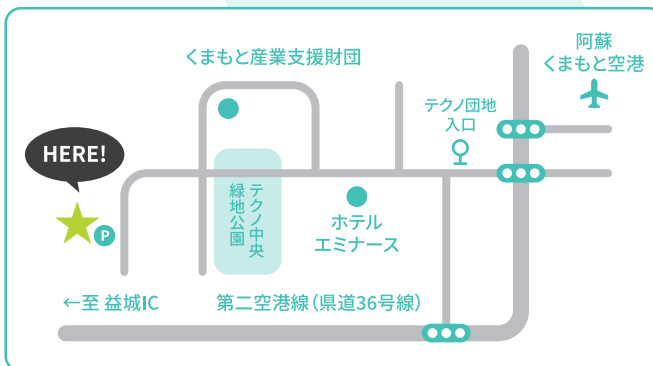 くまもと産業支援財団
阿蘇
くまもと空港
テクノ団地
入口
HERE!
P
テクノ中央
緑地公園
ホテル
エミナース
←至 益城IC
第二空港線（県道36号線）